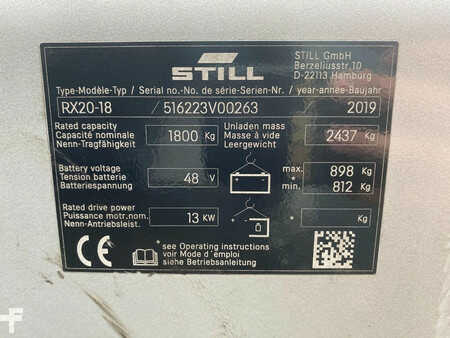 STILL
STILL GmbH
Berzeliusstr.10
D-22113 Hamburg
Type-Modèle-Typ / Serial no.-No. de série-Serien-Nr. / year-année-Baujahr
RX20-18 / 516223V00263 2019
Rated capacity
Capacité nominale 1800 Kg
Nenn-Tragfähigkeit
Unladen mass
Masse à vide 2437 Kg
Leergewicht
Battery voltage
Tension batterie 48 V
Batteriespannung
max. 898 Kg
*
min. 812 Kg
Rated drive power
Puissance motr.nom. 13 KW
Nenn-Antriebsleist.
* Kg
CE
*see Operating instructions
voir Mode d'emploi
siehe Betriebsanleitung
F